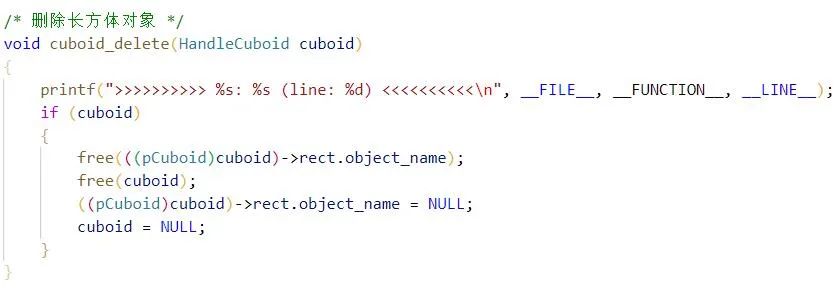 /* 删除长方体对象 */
void cuboid_delete(HandleCuboid cuboid)
{
    printf(">>>>>>>>>> %s: %s (line: %d) <<<<<<<<<<\n", __FILE__, __FUNCTION__, __LINE__);
    if (cuboid)
    {
        free(((pCuboid)cuboid)->rect.object_name);
        free(cuboid);
        ((pCuboid)cuboid)->rect.object_name = NULL;
        cuboid = NULL;
    }
}